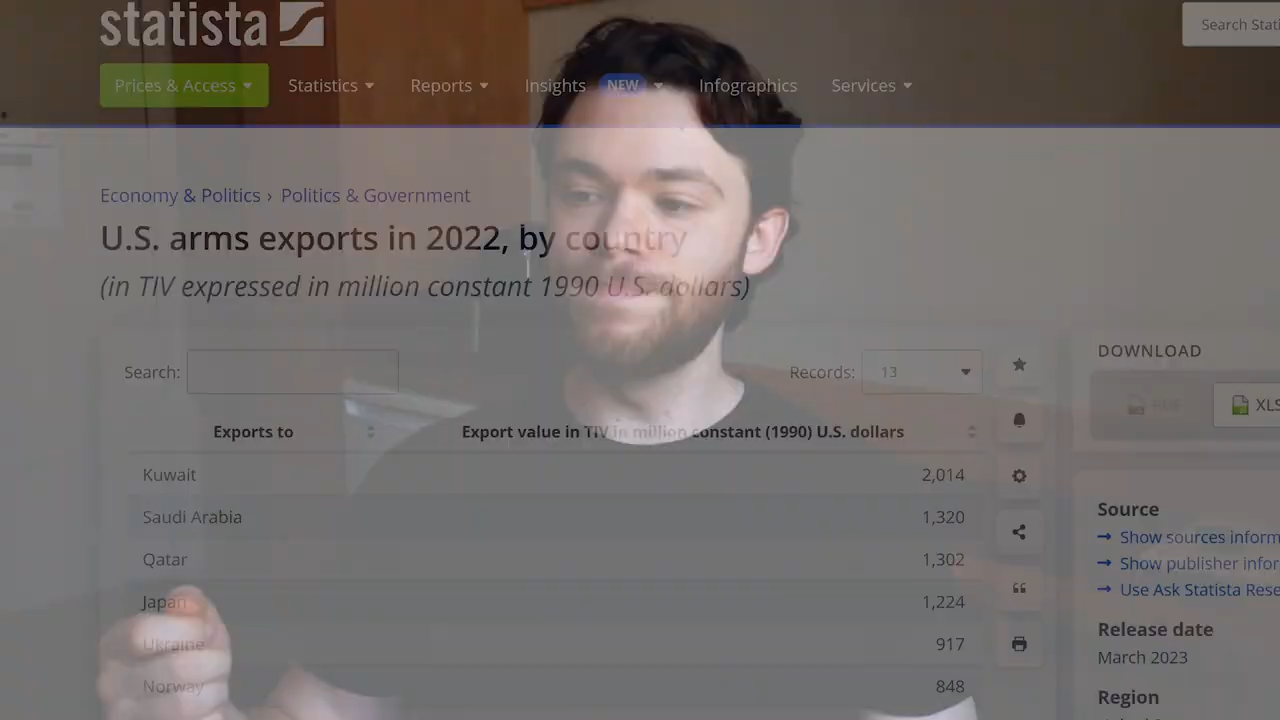 statista
Search Stati
Prices & Access Statistics Reports Insights NEW Infographics Services
Economy & Politics › Politics & Government
U.S. arms exports in 2022, by country
(in TIV expressed in million constant 1990 U.S. dollars)
Search: Records: 13
DOWNLOAD
PDF XLS
Exports to Export value in TIV in million constant (1990) U.S. dollars
Kuwait 2,014
Saudi Arabia 1,320
Qatar 1,302
Japan 1,224
Ukraine 917
Norway 848
Source
→ Show sources inform
→ Show publisher infor
→ Use Ask Statista Rese
Release date
March 2023
Region